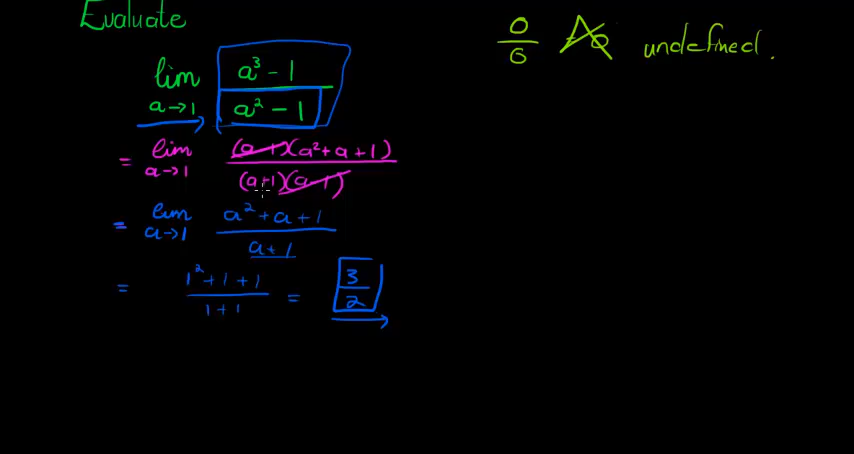 Evaluate
lim a→1 a³ - 1 / a² - 1
= lim a→1 (a - 1)(a² + a + 1) / (a + 1)(a - 1)
= lim a→1 a² + a + 1 / a + 1
= 1² + 1 + 1 / 1 + 1 = 3 / 2
0 / 0 undefined.